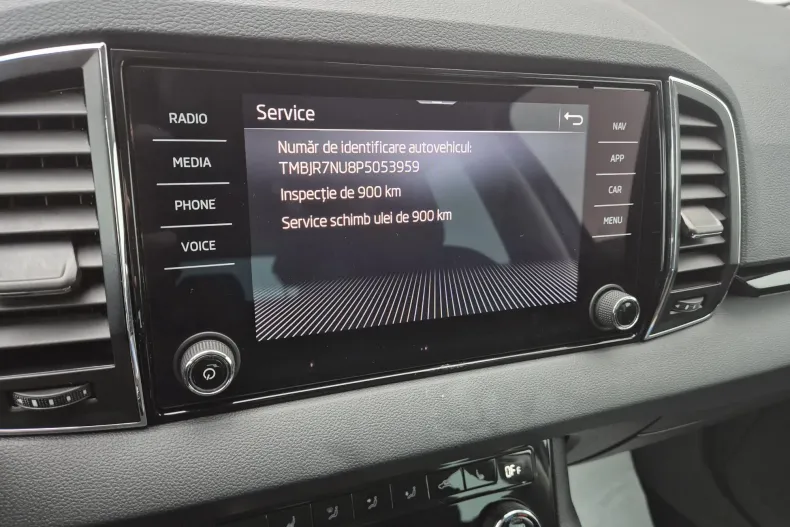 Service
RADIO
MEDIA
PHONE
VOICE
Număr de identificare autovehicul:
TMBJR7NU8P5053959
Inspecție de 900 km
Service schimb ulei de 900 km
NAV
APP
CAR
MENU
OFF